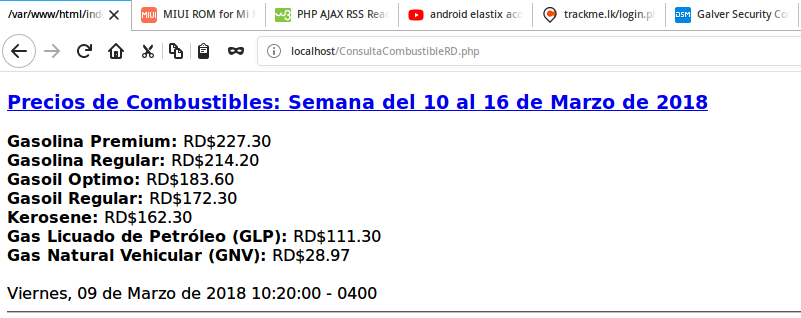 /var/www/html/ind
MIUI ROM for Mi
PHP AJAX RSS Rea
android elastix acc
trackme.lk/login.p
Galver Security Co
localhost/ConsultaCombustibleRD.php
Precios de Combustibles: Semana del 10 al 16 de Marzo de 2018
Gasolina Premium: RD$227.30
Gasolina Regular: RD$214.20
Gasoil Optimo: RD$183.60
Gasoil Regular: RD$172.30
Kerosene: RD$162.30
Gas Licuado de Petróleo (GLP): RD$111.30
Gas Natural Vehicular (GNV): RD$28.97
Viernes, 09 de Marzo de 2018 10:20:00 - 0400